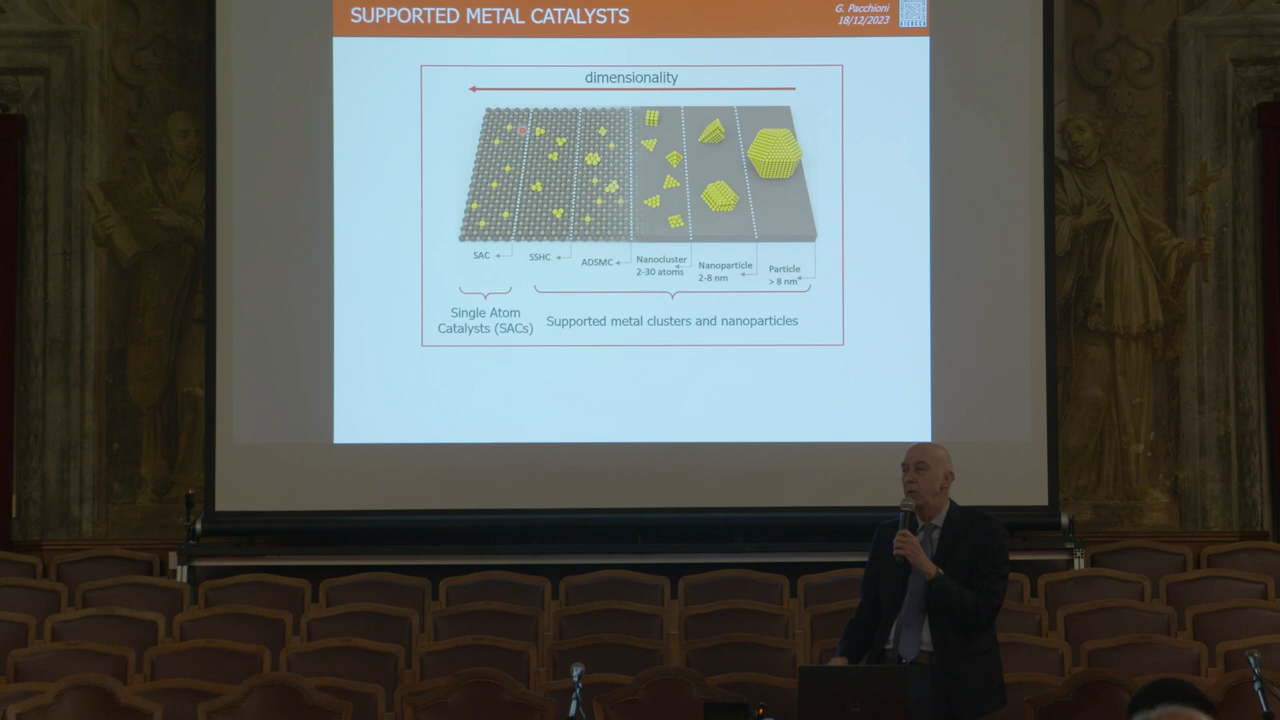 SUPPORTED METAL CATALYSTS
G. Pacchioni
18/12/2023
BICOCCA
dimensionality
SAC
SSHC
ADSMC
Nanocluster
2-30 atoms
Nanoparticle
2-8 nm
Particle
> 8 nm
Single Atom
Catalysts (SACs)
Supported metal clusters and nanoparticles